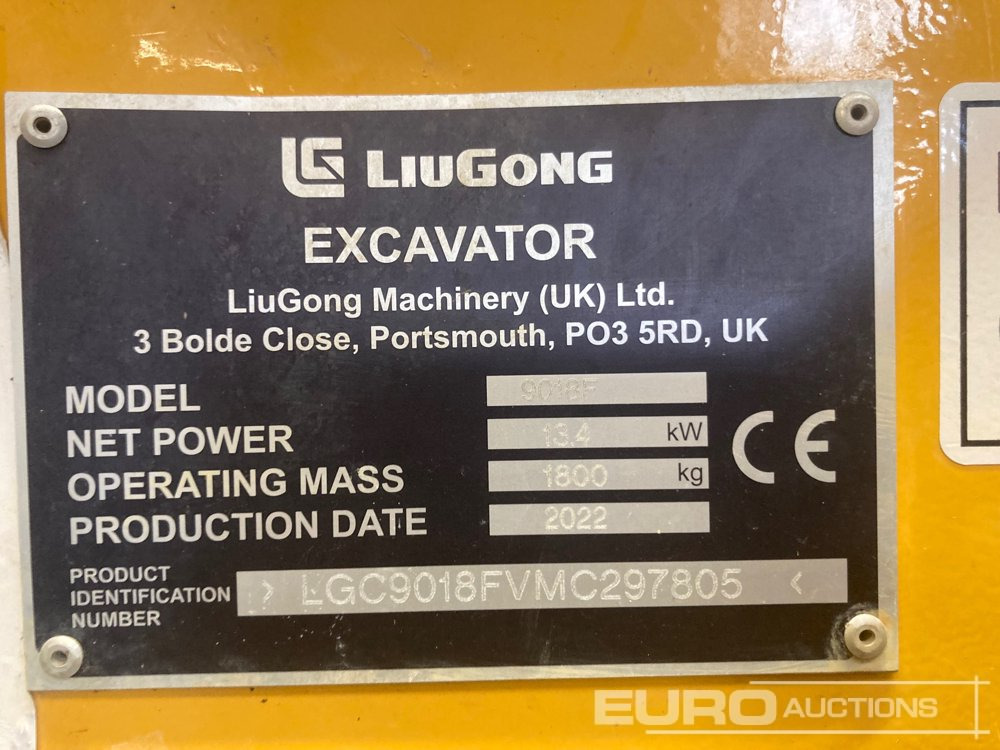 LG LIUGONG
EXCAVATOR
LiuGong Machinery (UK) Ltd.
3 Bolde Close, Portsmouth, PO3 5RD, UK
MODEL 9018F
NET POWER 13.4 kW
OPERATING MASS 1800 kg
PRODUCTION DATE 2022
CE
PRODUCT
IDENTIFICATION
NUMBER
> LGC9018FVMC297805 <
EURO AUCTIONS